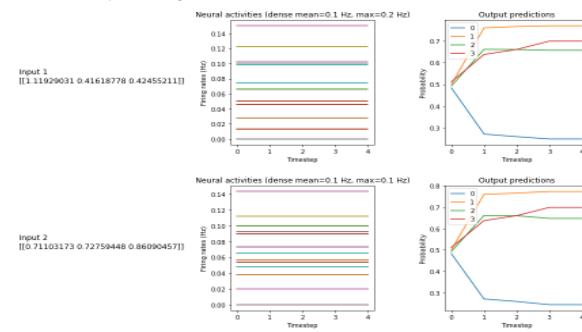 Neural activities (dense mean=0.1 Hz, max=0.2 Hz)
Output predictions
Input 1
[[1.11929031 0.41618778 0.42455211]]
Firing rates (Hz)
0.14
0.12
0.10
0.08
0.06
0.04
0.02
0.00
0 1 2 3 4
Timestep
Probability
0.7
0.6
0.5
0.4
0.3
0
1
2
3
0 1 2 3 4
Timestep
Neural activities (dense mean=0.1 Hz, max=0.1 Hz)
Output predictions
Input 2
[[0.71103173 0.72759448 0.86090457]]
Firing rates (Hz)
0.14
0.12
0.10
0.08
0.06
0.04
0.02
0.00
0 1 2 3 4
Timestep
Probability
0.8
0.7
0.6
0.5
0.4
0.3
0
1
2
3
0 1 2 3 4
Timestep